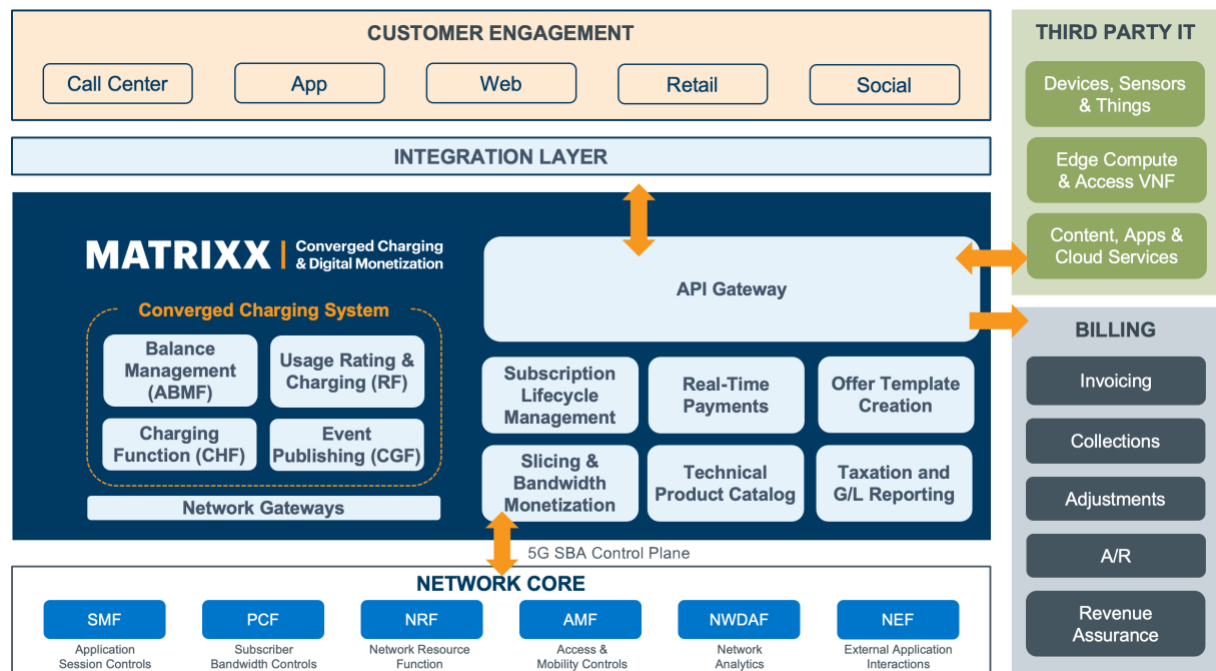 CUSTOMER ENGAGEMENT
Call Center
App
Web
Retail
Social
INTEGRATION LAYER
MATRIXX
Converged Charging
& Digital Monetization
Converged Charging System
Balance
Management
(ABMF)
Usage Rating &
Charging (RF)
Charging
Function (CHF)
Event
Publishing (CGF)
Network Gateways
API Gateway
Subscription
Lifecycle
Management
Real-Time
Payments
Offer Template
Creation
Slicing &
Bandwidth
Monetization
Technical
Product Catalog
Taxation and
G/L Reporting
5G SBA Control Plane
NETWORK CORE
SMF
Application
Session Controls
PCF
Subscriber
Bandwidth Controls
NRF
Network Resource
Function
AMF
Access &
Mobility Controls
NWDAF
Network
Analytics
NEF
External Application
Interactions
THIRD PARTY IT
Devices, Sensors
& Things
Edge Compute
& Access VNF
Content, Apps &
Cloud Services
BILLING
Invoicing
Collections
Adjustments
A/R
Revenue
Assurance